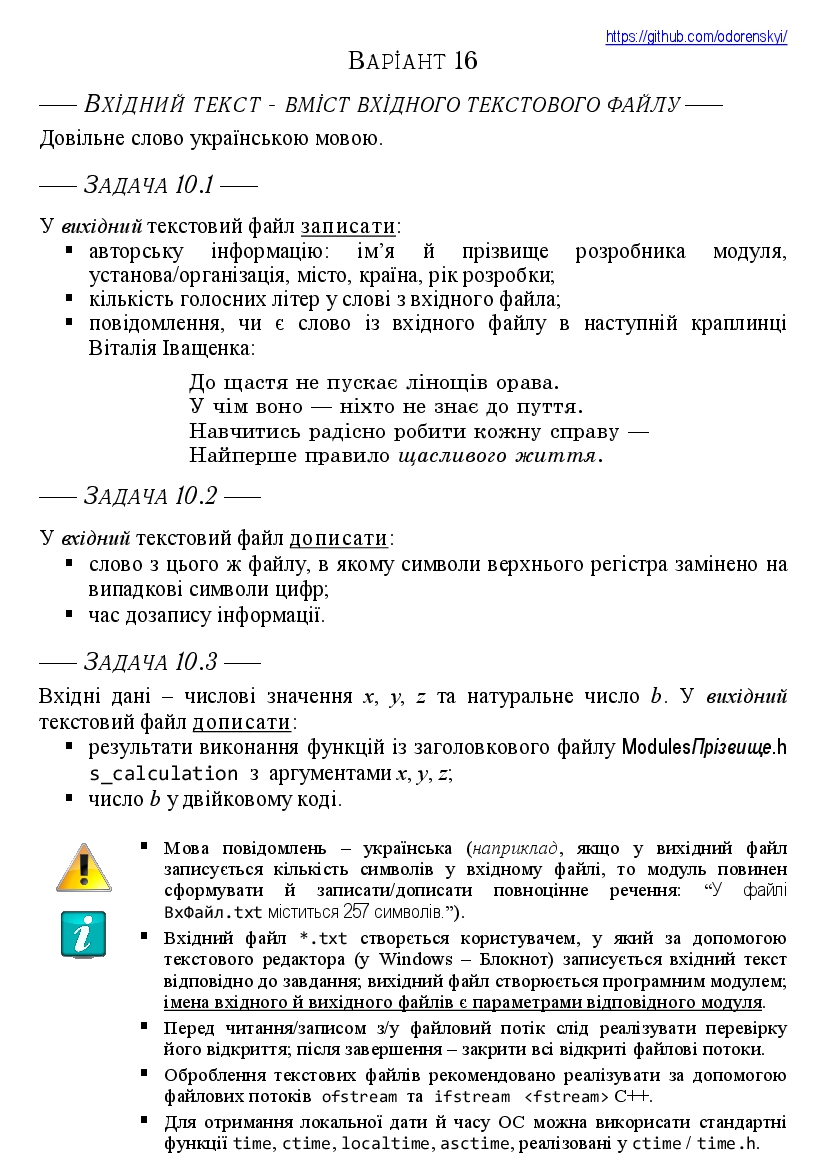 https://github.com/odorenskyi/
ВАРІАНТ 16
—— ВХІДНИЙ ТЕКСТ - ВМІСТ ВХІДНОГО ТЕКСТОВОГО ФАЙЛУ ——
Довільне слово українською мовою.
—— ЗАДАЧА 10.1 ——
У вихідний текстовий файл записати:
▪ авторську інформацію: ім’я й прізвище розробника модуля,
установа/організація, місто, країна, рік розробки;
▪ кількість голосних літер у слові з вхідного файла;
▪ повідомлення, чи є слово із вхідного файлу в наступній краплинці
Віталія Іващенка:
До щастя не пускає лінощів орава.
У чім воно — ніхто не знає до пуття.
Навчитись радісно робити кожну справу —
Найперше правило щасливого життя.
—— ЗАДАЧА 10.2 ——
У вхідний текстовий файл дописати:
▪ слово з цього ж файлу, в якому символи верхнього регістра замінено на
випадкові символи цифр;
▪ час дозапису інформації.
—— ЗАДАЧА 10.3 ——
Вхідні дані – числові значення x, y, z та натуральне число b. У вихідний
текстовий файл дописати:
▪ результати виконання функцій із заголовкового файлу ModulesПрізвище.h
s_calculation з аргументами x, y, z;
▪ число b у двійковому коді.
▪ Мова повідомлень – українська (наприклад, якщо у вихідний файл
записується кількість символів у вхідному файлі, то модуль повинен
сформувати й записати/дописати повноцінне речення: “У файлі
ВхФайл.txt міститься 257 символів.”).
▪ Вхідний файл *.txt створється користувачем, у який за допомогою
текстового редактора (у Windows – Блокнот) записується вхідний текст
відповідно до завдання; вихідний файл створюється програмним модулем;
імена вхідного й вихідного файлів є параметрами відповідного модуля.
▪ Перед читання/записом з/у файловий потік слід реалізувати перевірку
його відкриття; після завершення – закрити всі відкриті файлові потоки.
▪ Оброблення текстових файлів рекомендовано реалізувати за допомогою
файлових потоків ofstream та ifstream <fstream> С++.
▪ Для отримання локальної дати й часу ОС можна викорисати стандартні
функції time, ctime, localtime, asctime, реалізовані у ctime / time.h.